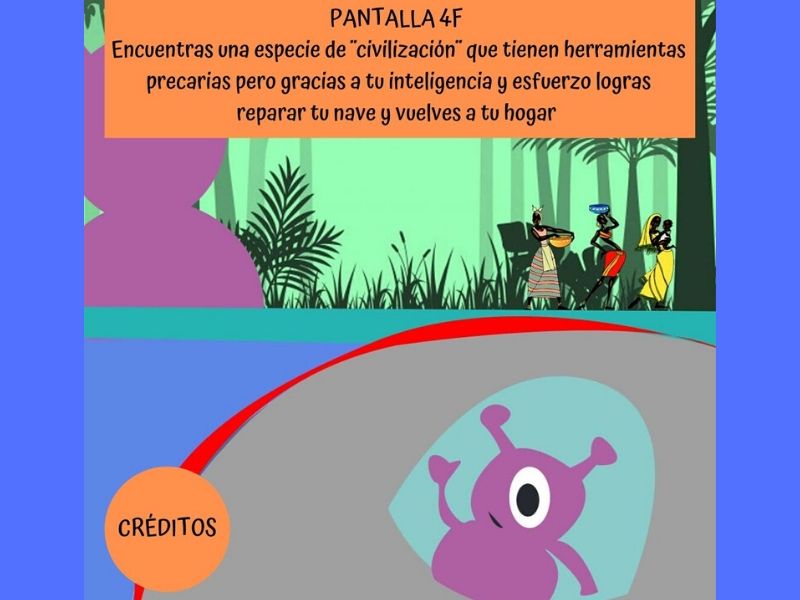 PANTALLA 4F
Encuentras una especie de "civilización" que tienen herramientas
precarias pero gracias a tu inteligencia y esfuerzo logras
reparar tu nave y vuelves a tu hogar
CRÉDITOS